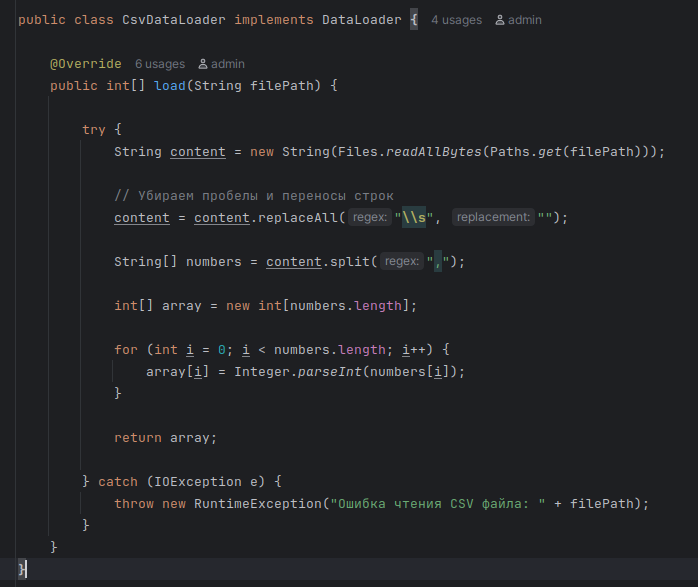 public class CsvDataLoader implements DataLoader { 4 usages admin
@Override 6 usages admin
public int[] load(String filePath) {
try {
String content = new String(Files.readAllBytes(Paths.get(filePath)));
// Убираем пробелы и переносы строк
content = content.replaceAll( regex: "\\s", replacement: "");
String[] numbers = content.split( regex: ",");
int[] array = new int[numbers.length];
for (int i = 0; i < numbers.length; i++) {
array[i] = Integer.parseInt(numbers[i]);
}
return array;
} catch (IOException e) {
throw new RuntimeException("Ошибка чтения CSV файла: " + filePath);
}
}
}